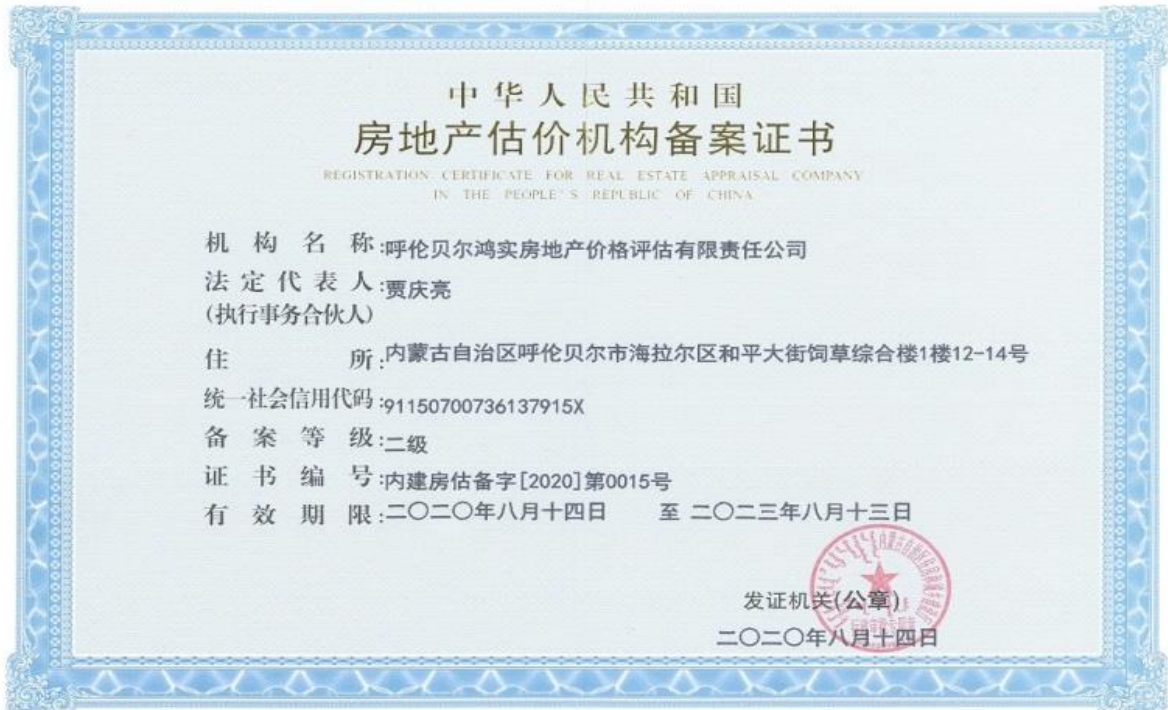 中华人民共和国
房地产估价机构备案证书
REGISTRATION CERTIFICATE FOR REAL ESTATE APPRAISAL COMPANY
IN THE PEOPLE'S REPUBLIC OF CHINA
机构名称:呼伦贝尔鸿实房地产价格评估有限责任公司
法定代表人:贾庆亮
(执行事务合伙人)
住所:内蒙古自治区呼伦贝尔市海拉尔区和平大街饲草综合楼1楼12-14号
统一社会信用代码:91150700736137915X
备案等级:二级
证书编号:内建房估备字[2020]第0015号
有效期限:二〇二〇年八月十四日 至 二〇二三年八月十三日
发证机关(公章)
二〇二〇年八月十四日